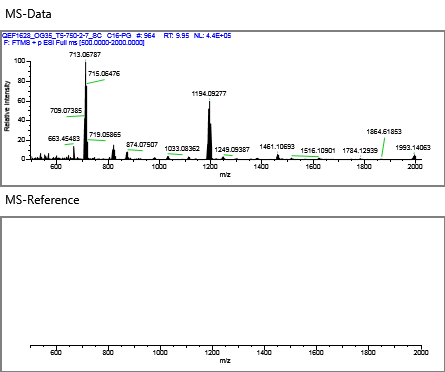 MS-Data
QEF1628_OG35_T5-750-2-7_BC C16-PG #: 964 RT: 9.95 NL: 4.4E+05
F: FTMS + p ESI Full ms [500.0000-2000.0000]
713.06787
100
715.06476
1194.09277
80
709.07385
60
Relative Intensity
40
663.45483
719.05865
874.07507
1033.08362
1249.09387
1461.10693
1516.10901
1784.12939
1864.61853
1993.14063
20
0
600 800 1000 1200 1400 1600 1800 2000
m/z
MS-Reference
600 800 1000 1200 1400 1600 1800 2000
m/z